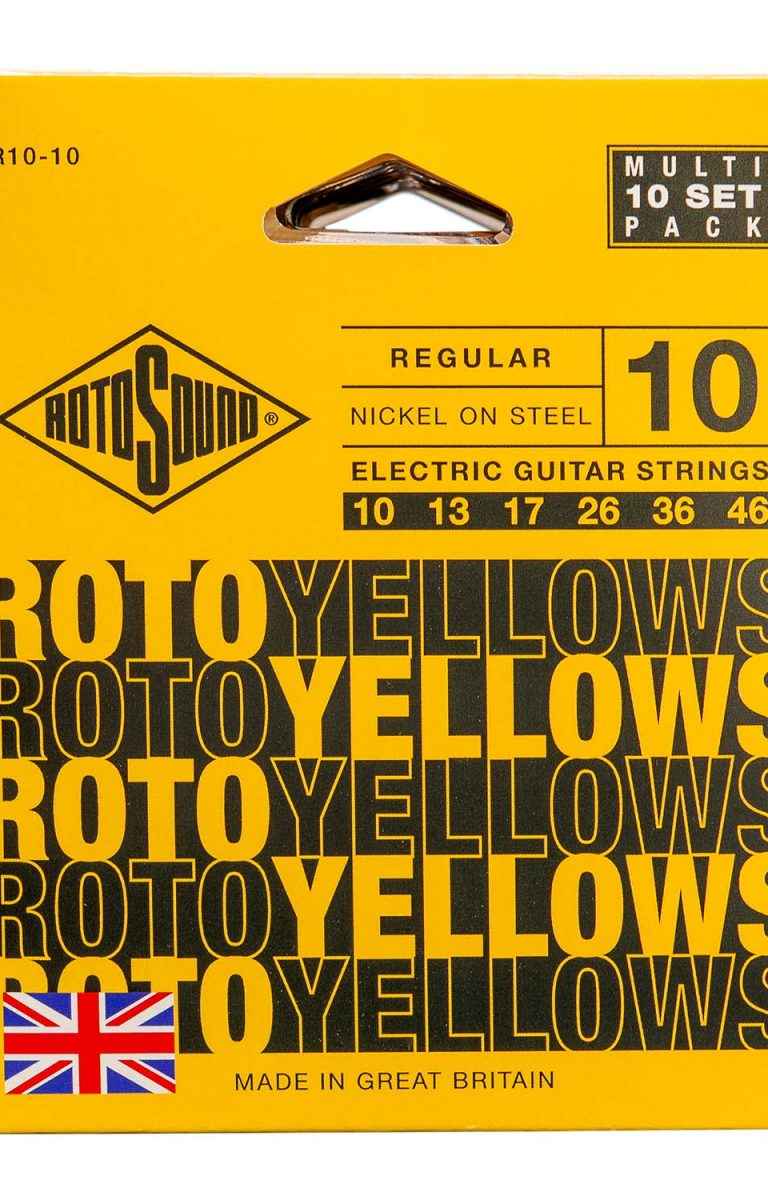 R10-10
MULTI
10 SET
PACK
ROTOSOUND®
REGULAR
NICKEL ON STEEL
10
ELECTRIC GUITAR STRINGS
10 13 17 26 36 46
ROTOYELLOWS
ROTOYELLOWS
ROTOYELLOWS
ROTOYELLOWS
ROTOYELLOWS
MADE IN GREAT BRITAIN